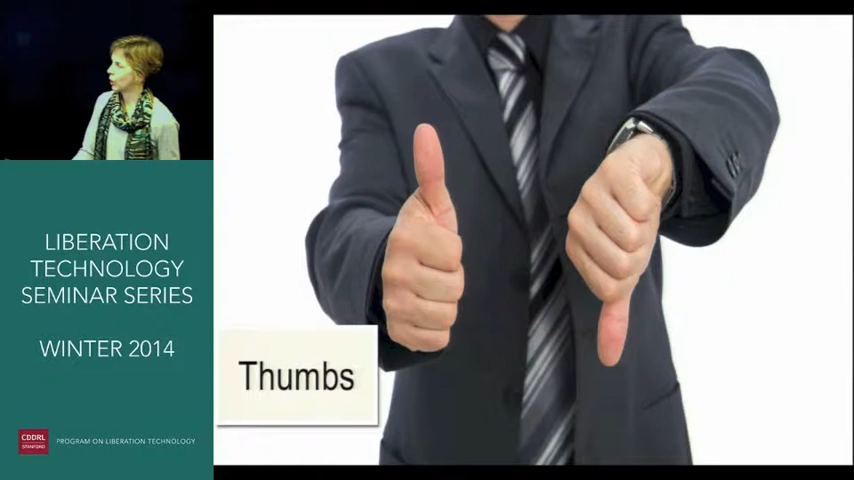 LIBERATION
TECHNOLOGY
SEMINAR SERIES
WINTER 2014
CDDRL
STANFORD
PROGRAM ON LIBERATION TECHNOLOGY
Thumbs